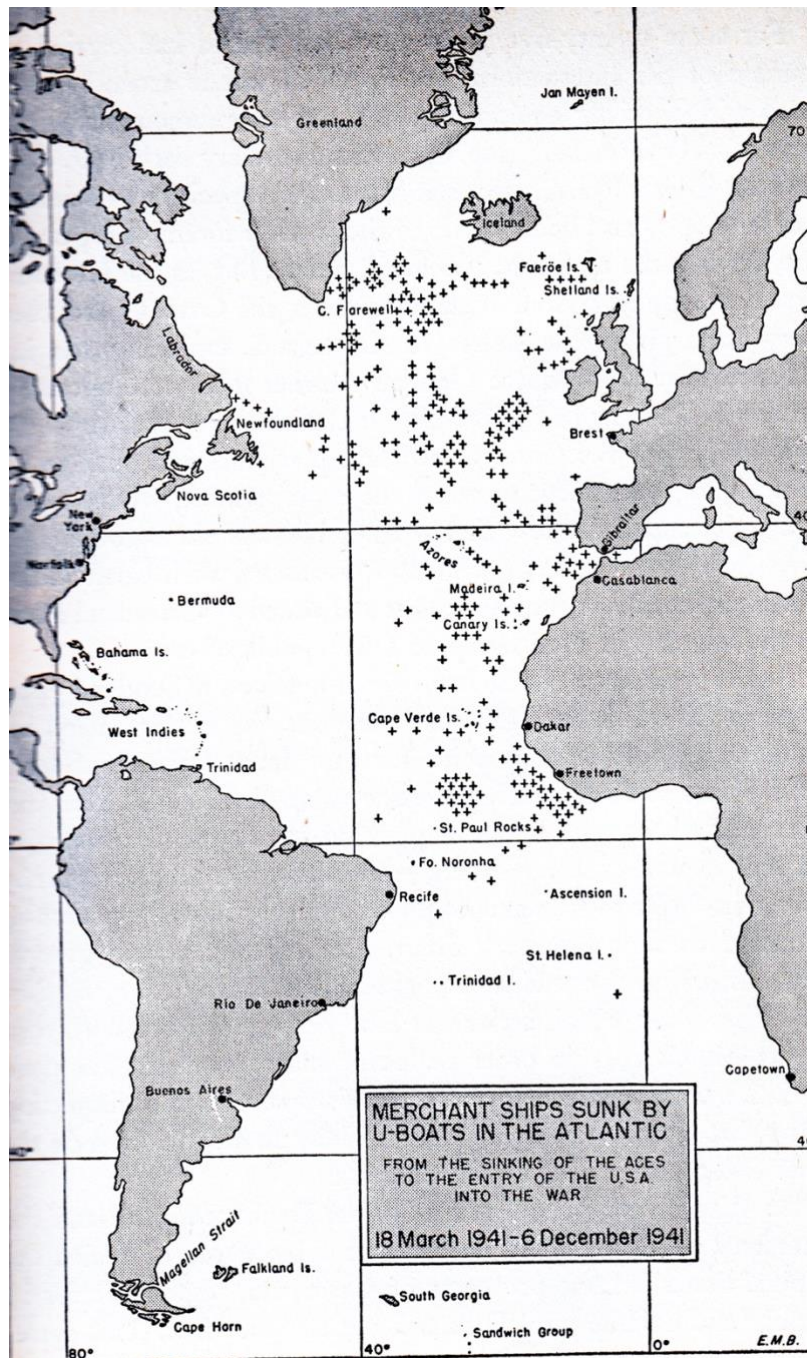 Jan Mayen I.
Greenland
70
Iceland
Faeröe Is.
Shetland Is.
C. Farewell
Labrador
Newfoundland
Brest
Nova Scotia
New
York
40
Gibraltar
Azores
Norfolk
Madeira I.
Casablanca
Bermuda
Canary Is.
Bahama Is.
Cape Verde Is.
Dakar
West Indies
Trinidad
Freetown
St. Paul Rocks
Fo. Noronha
Recife
Ascension I.
St. Helena I.
Trinidad I.
Rio De Janeiro
Capetown
Buenos Aires
MERCHANT SHIPS SUNK BY
U-BOATS IN THE ATLANTIC
FROM THE SINKING OF THE ACES
TO THE ENTRY OF THE U.S.A.
INTO THE WAR
18 March 1941-6 December 1941
40
Magellan Strait
Falkland Is.
South Georgia
Cape Horn
Sandwich Group
E.M.B.
80°
40°
0°